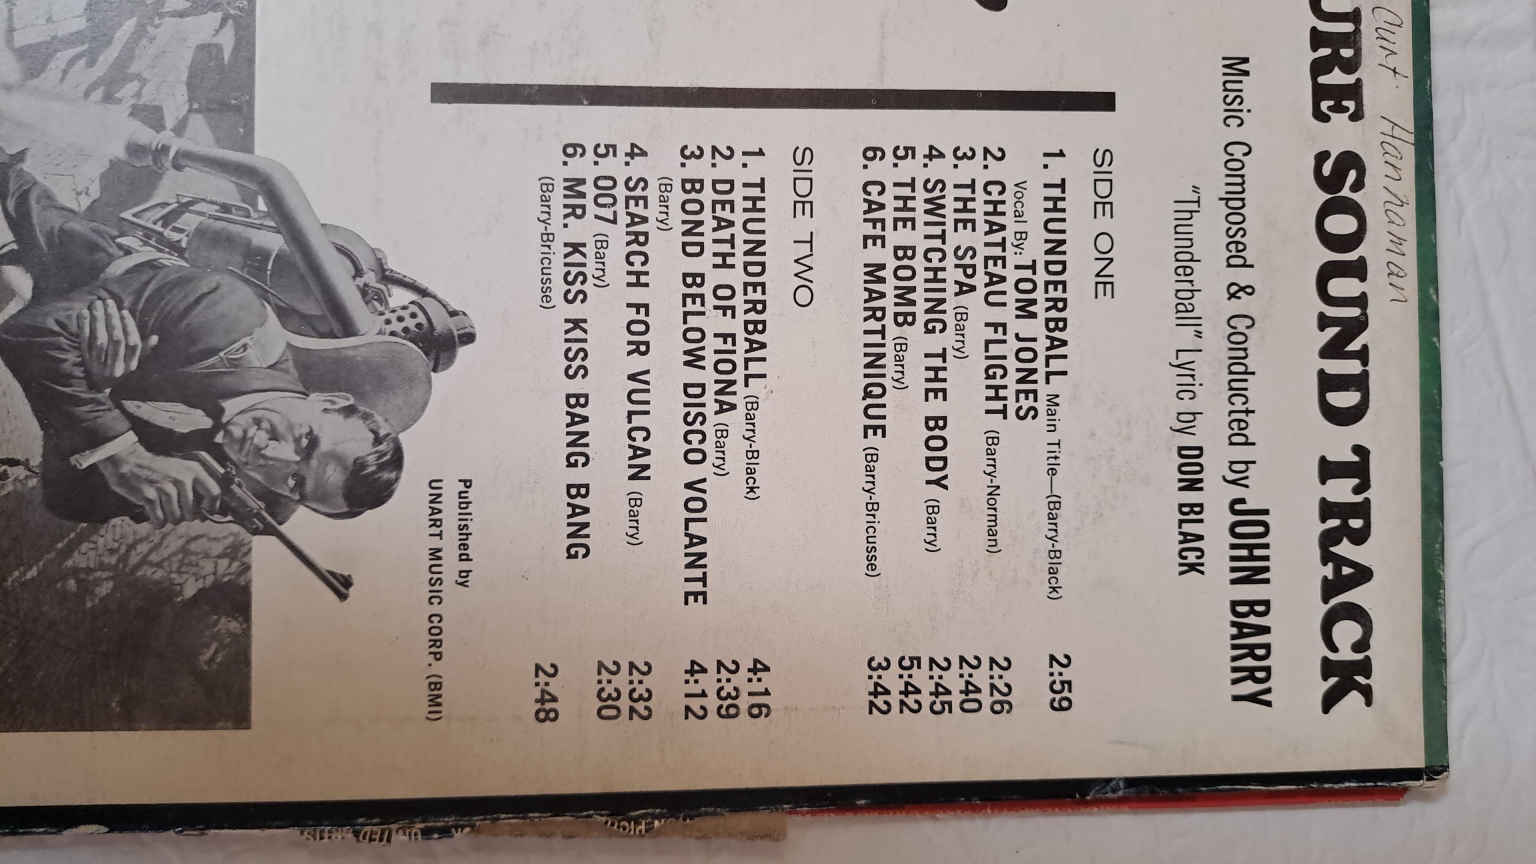 Curt Hannaman
URE SOUND TRACK
Music Composed & Conducted by JOHN BARRY
"Thunderball" Lyric by DON BLACK
SIDE ONE
1. THUNDERBALL Main Title—(Barry-Black) 2:59
Vocal By: TOM JONES
2. CHATEAU FLIGHT (Barry-Norman) 2:26
3. THE SPA (Barry) 2:40
4. SWITCHING THE BODY (Barry) 2:45
5. THE BOMB (Barry) 5:42
6. CAFE MARTINIQUE (Barry-Bricusse) 3:42
SIDE TWO
1. THUNDERBALL (Barry-Black) 4:16
2. DEATH OF FIONA (Barry) 2:39
3. BOND BELOW DISCO VOLANTE 4:12
(Barry)
4. SEARCH FOR VULCAN (Barry) 2:32
5. 007 (Barry) 2:30
6. MR. KISS KISS BANG BANG
(Barry-Bricusse) 2:48
Published by
UNART MUSIC CORP. (BMI)